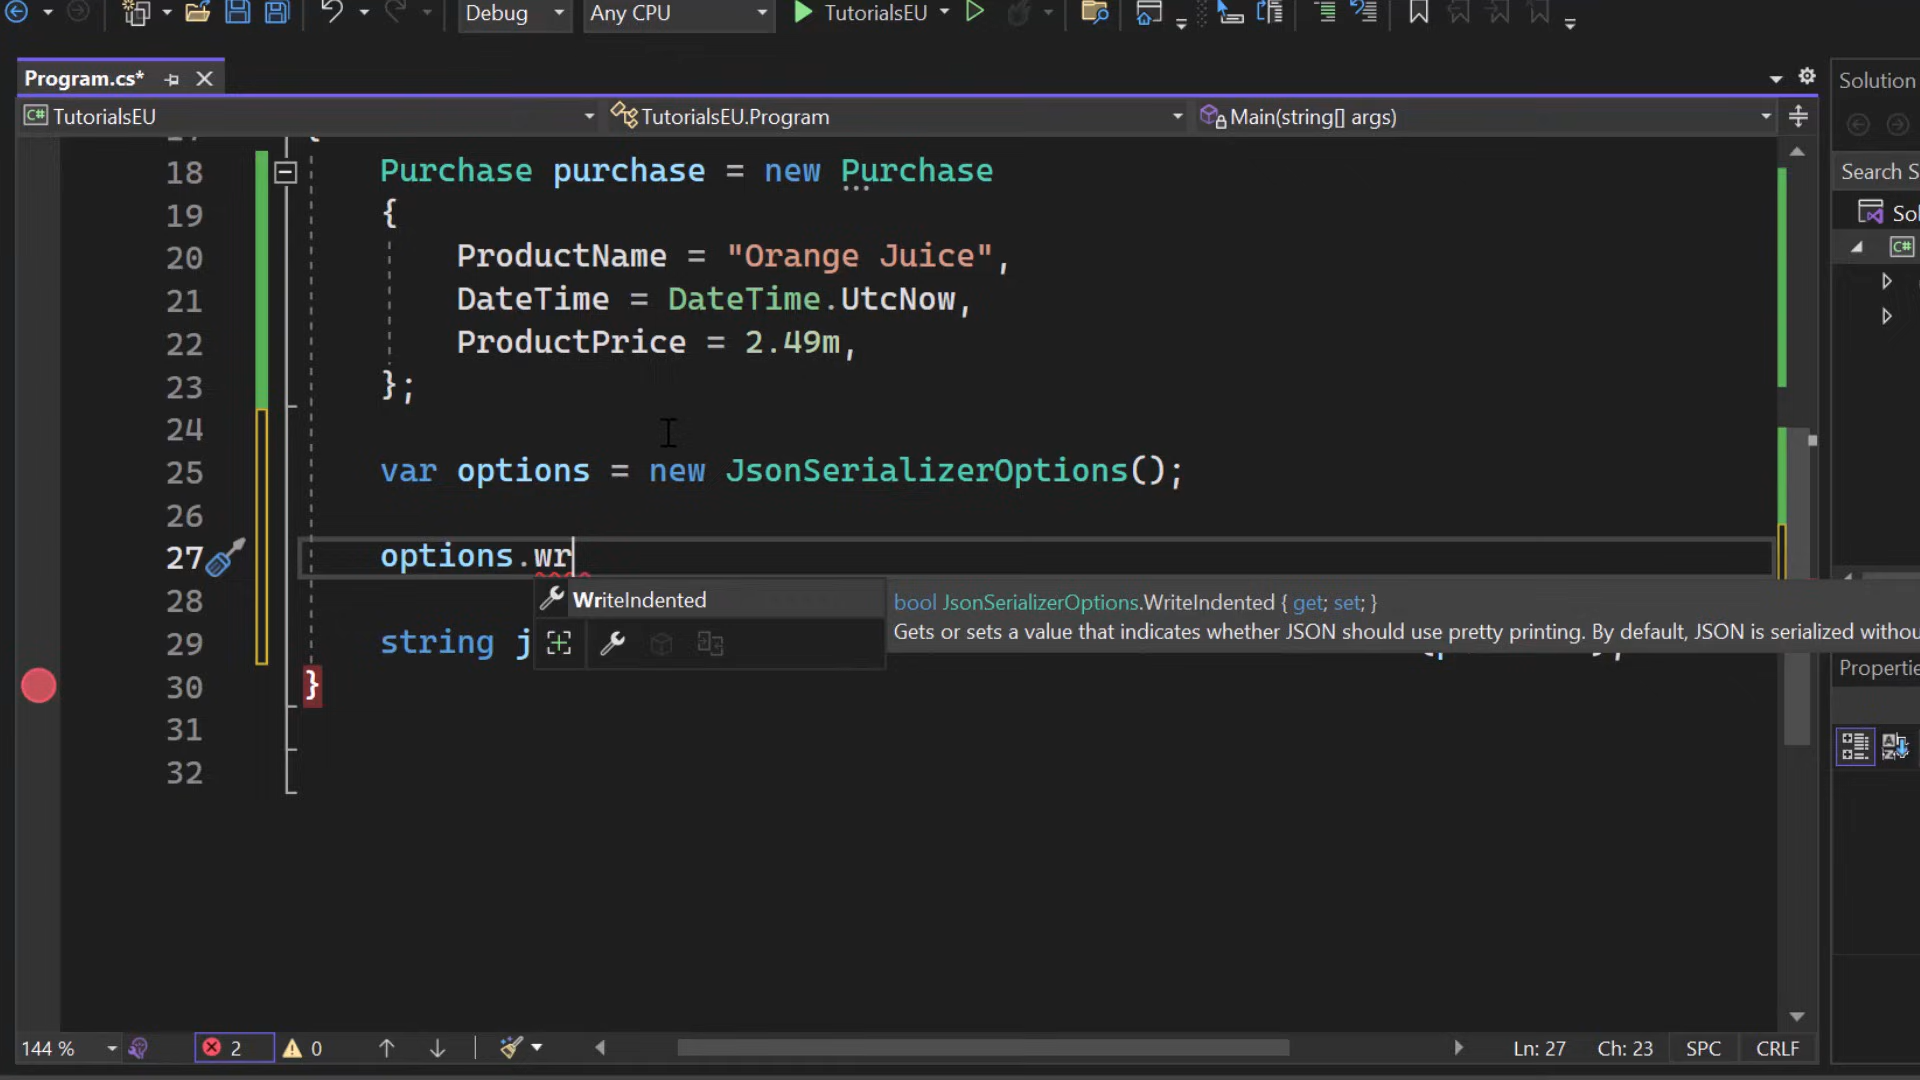 Debug Any CPU TutorialsEU
Program.cs* Solution
TutorialsEU TutorialsEU.Program Main(string[] args)
Search S
18 Purchase purchase = new Purchase
19 {
20 ProductName = "Orange Juice",
21 DateTime = DateTime.UtcNow,
22 ProductPrice = 2.49m,
23 };
24
25 var options = new JsonSerializerOptions();
26
27 options.wr
WriteIndented
bool JsonSerializerOptions.WriteIndented { get; set; }
28
Gets or sets a value that indicates whether JSON should use pretty printing. By default, JSON is serialized withou
29 string j
30 }
31
32
So
C#
Propertie
144 % 2 0 Ln: 27 Ch: 23 SPC CRLF